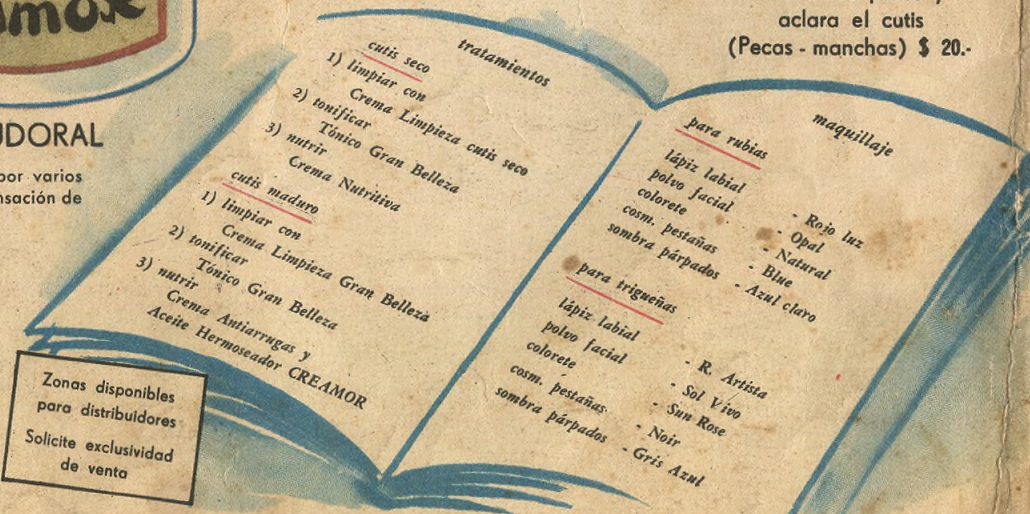 aclara el cutis
(Pecas - manchas) $ 20.-
UDORAL
por varios
nsación de
tratamientos
cutis seco
1) limpiar con
Crema Limpieza cutis seco
2) tonificar
Tónico Gran Belleza
3) nutrir
Crema Nutritiva
cutis maduro
1) limpiar con
Crema Limpieza Gran Belleza
2) tonificar
Tónico Gran Belleza
3) nutrir
Crema Antiarrugas y
Aceite Hermoseador CREAMOR
maquillaje
para rubias
lápiz labial - Rojo luz
polvo facial - Opal
colorete - Natural
cosm. pestañas - Blue
sombra párpados - Azul claro
para trigueñas
lápiz labial - R. Artista
polvo facial - Sol Vivo
colorete - Sun Rose
cosm. pestañas - Noir
sombra párpados - Gris Azul
Zonas disponibles
para distribuidores
Solicite exclusividad
de venta